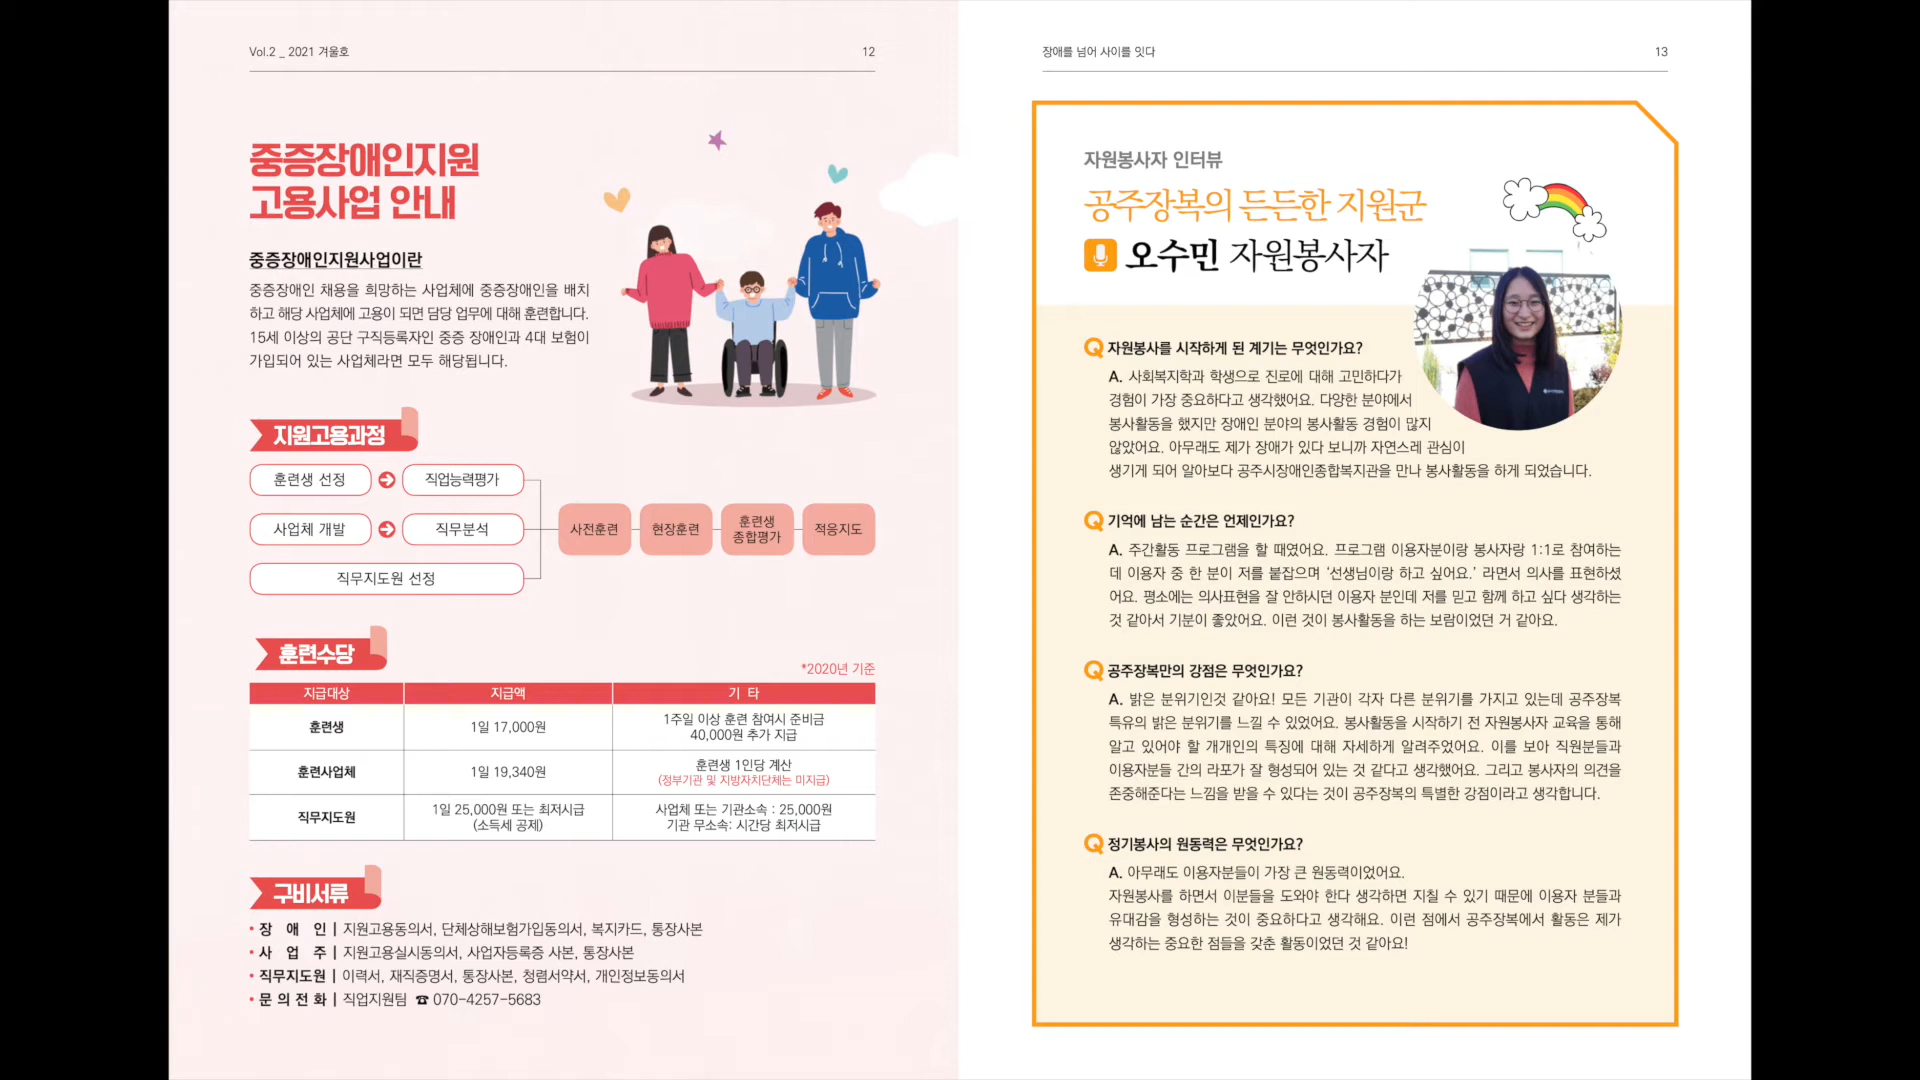 Vol.2 _ 2021 겨울호
12
중증장애인지원
고용사업 안내
중증장애인지원사업이란
중증장애인 채용을 희망하는 사업체에 중증장애인을 배치
하고 해당 사업체에 고용이 되면 담당 업무에 대해 훈련합니다.
15세 이상의 공단 구직등록자인 중증 장애인과 4대 보험이
가입되어 있는 사업체라면 모두 해당됩니다.
지원고용과정
훈련생 선정
직업능력평가
사업체 개발
직무분석
직무지도원 선정
사전훈련
현장훈련
훈련생
종합평가
적응지도
훈련수당
*2020년 기준
지급대상 지급액 기 타
훈련생 1일 17,000원 1주일 이상 훈련 참여시 준비금
40,000원 추가 지급
훈련사업체 1일 19,340원 훈련생 1인당 계산
(정부기관 및 지방자치단체는 미지급)
직무지도원 1일 25,000원 또는 최저시급
(소득세 공제)
사업체 또는 기관소속 : 25,000원
기관 무소속: 시간당 최저시급
구비서류
• 장 애 인 | 지원고용동의서, 단체상해보험가입동의서, 복지카드, 통장사본
• 사 업 주 | 지원고용실시동의서, 사업자등록증 사본, 통장사본
• 직무지도원 | 이력서, 재직증명서, 통장사본, 청렴서약서, 개인정보동의서
• 문 의 전 화 | 직업지원팀 ☎ 070-4257-5683
장애를 넘어 사이를 잇다
13
자원봉사자 인터뷰
공주장복의 든든한 지원군
오수민 자원봉사자
Q 자원봉사를 시작하게 된 계기는 무엇인가요?
A. 사회복지학과 학생으로 진로에 대해 고민하다가
경험이 가장 중요하다고 생각했어요. 다양한 분야에서
봉사활동을 했지만 장애인 분야의 봉사활동 경험이 많지
않았어요. 아무래도 제가 장애가 있다 보니까 자연스레 관심이
생기게 되어 알아보다 공주시장애인종합복지관을 만나 봉사활동을 하게 되었습니다.
Q 기억에 남는 순간은 언제인가요?
A. 주간활동 프로그램을 할 때였어요. 프로그램 이용자분이랑 봉사자랑 1:1로 참여하는
데 이용자 중 한 분이 저를 붙잡으며 ‘선생님이랑 하고 싶어요.’ 라면서 의사를 표현하셨
어요. 평소에는 의사표현을 잘 안하시던 이용자 분인데 저를 믿고 함께 하고 싶다 생각하는
것 같아서 기분이 좋았어요. 이런 것이 봉사활동을 하는 보람이었던 거 같아요.
Q 공주장복만의 강점은 무엇인가요?
A. 밝은 분위기인것 같아요! 모든 기관이 각자 다른 분위기를 가지고 있는데 공주장복
특유의 밝은 분위기를 느낄 수 있었어요. 봉사활동을 시작하기 전 자원봉사자 교육을 통해
알고 있어야 할 개개인의 특징에 대해 자세하게 알려주었어요. 이를 보아 직원분들과
이용자분들 간의 라포가 잘 형성되어 있는 것 같다고 생각했어요. 그리고 봉사자의 의견을
존중해준다는 느낌을 받을 수 있다는 것이 공주장복의 특별한 강점이라고 생각합니다.
Q 정기봉사의 원동력은 무엇인가요?
A. 아무래도 이용자분들이 가장 큰 원동력이었어요.
자원봉사를 하면서 이분들을 도와야 한다 생각하면 지칠 수 있기 때문에 이용자 분들과
유대감을 형성하는 것이 중요하다고 생각해요. 이런 점에서 공주장복에서 활동은 제가
생각하는 중요한 점들을 갖춘 활동이었던 것 같아요!